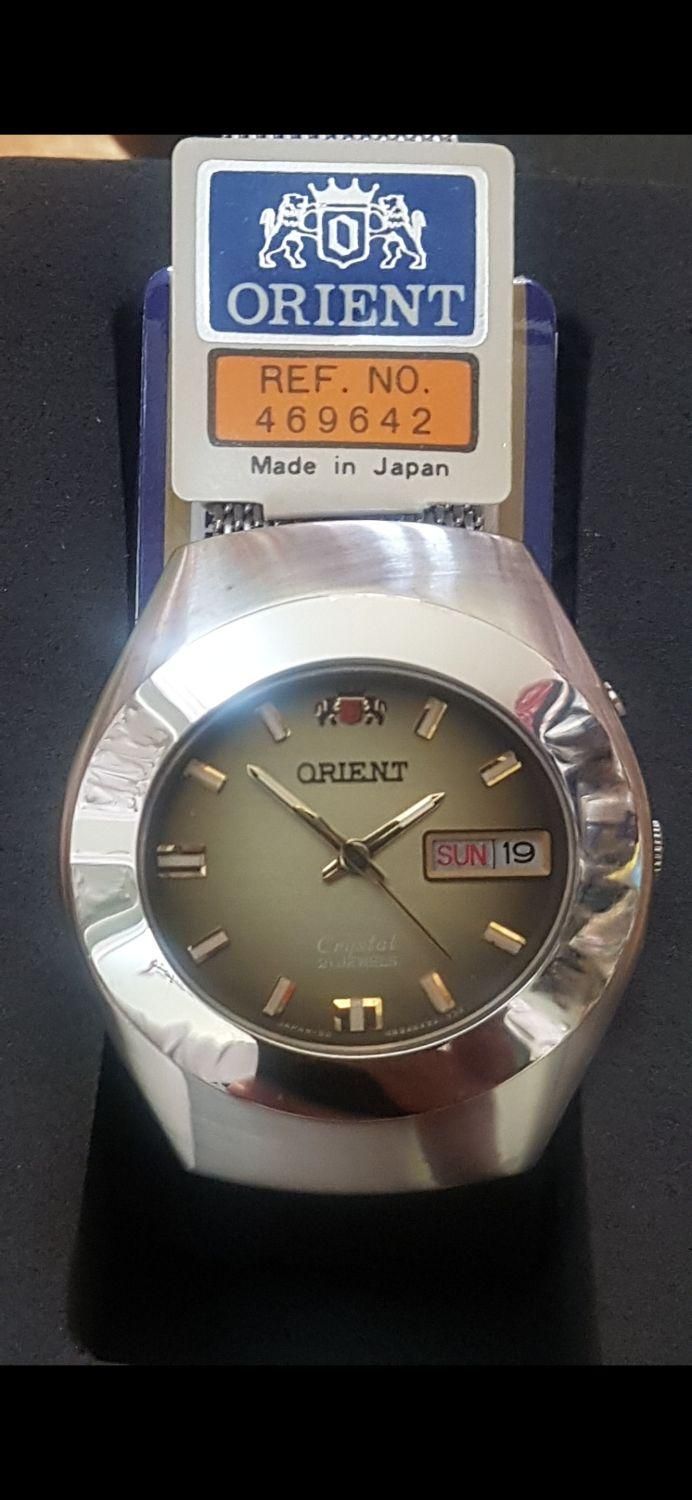 O
ORIENT
REF. NO.
469642
Made in Japan
ORIENT
SUN 19
Crystal
21 JEWELS